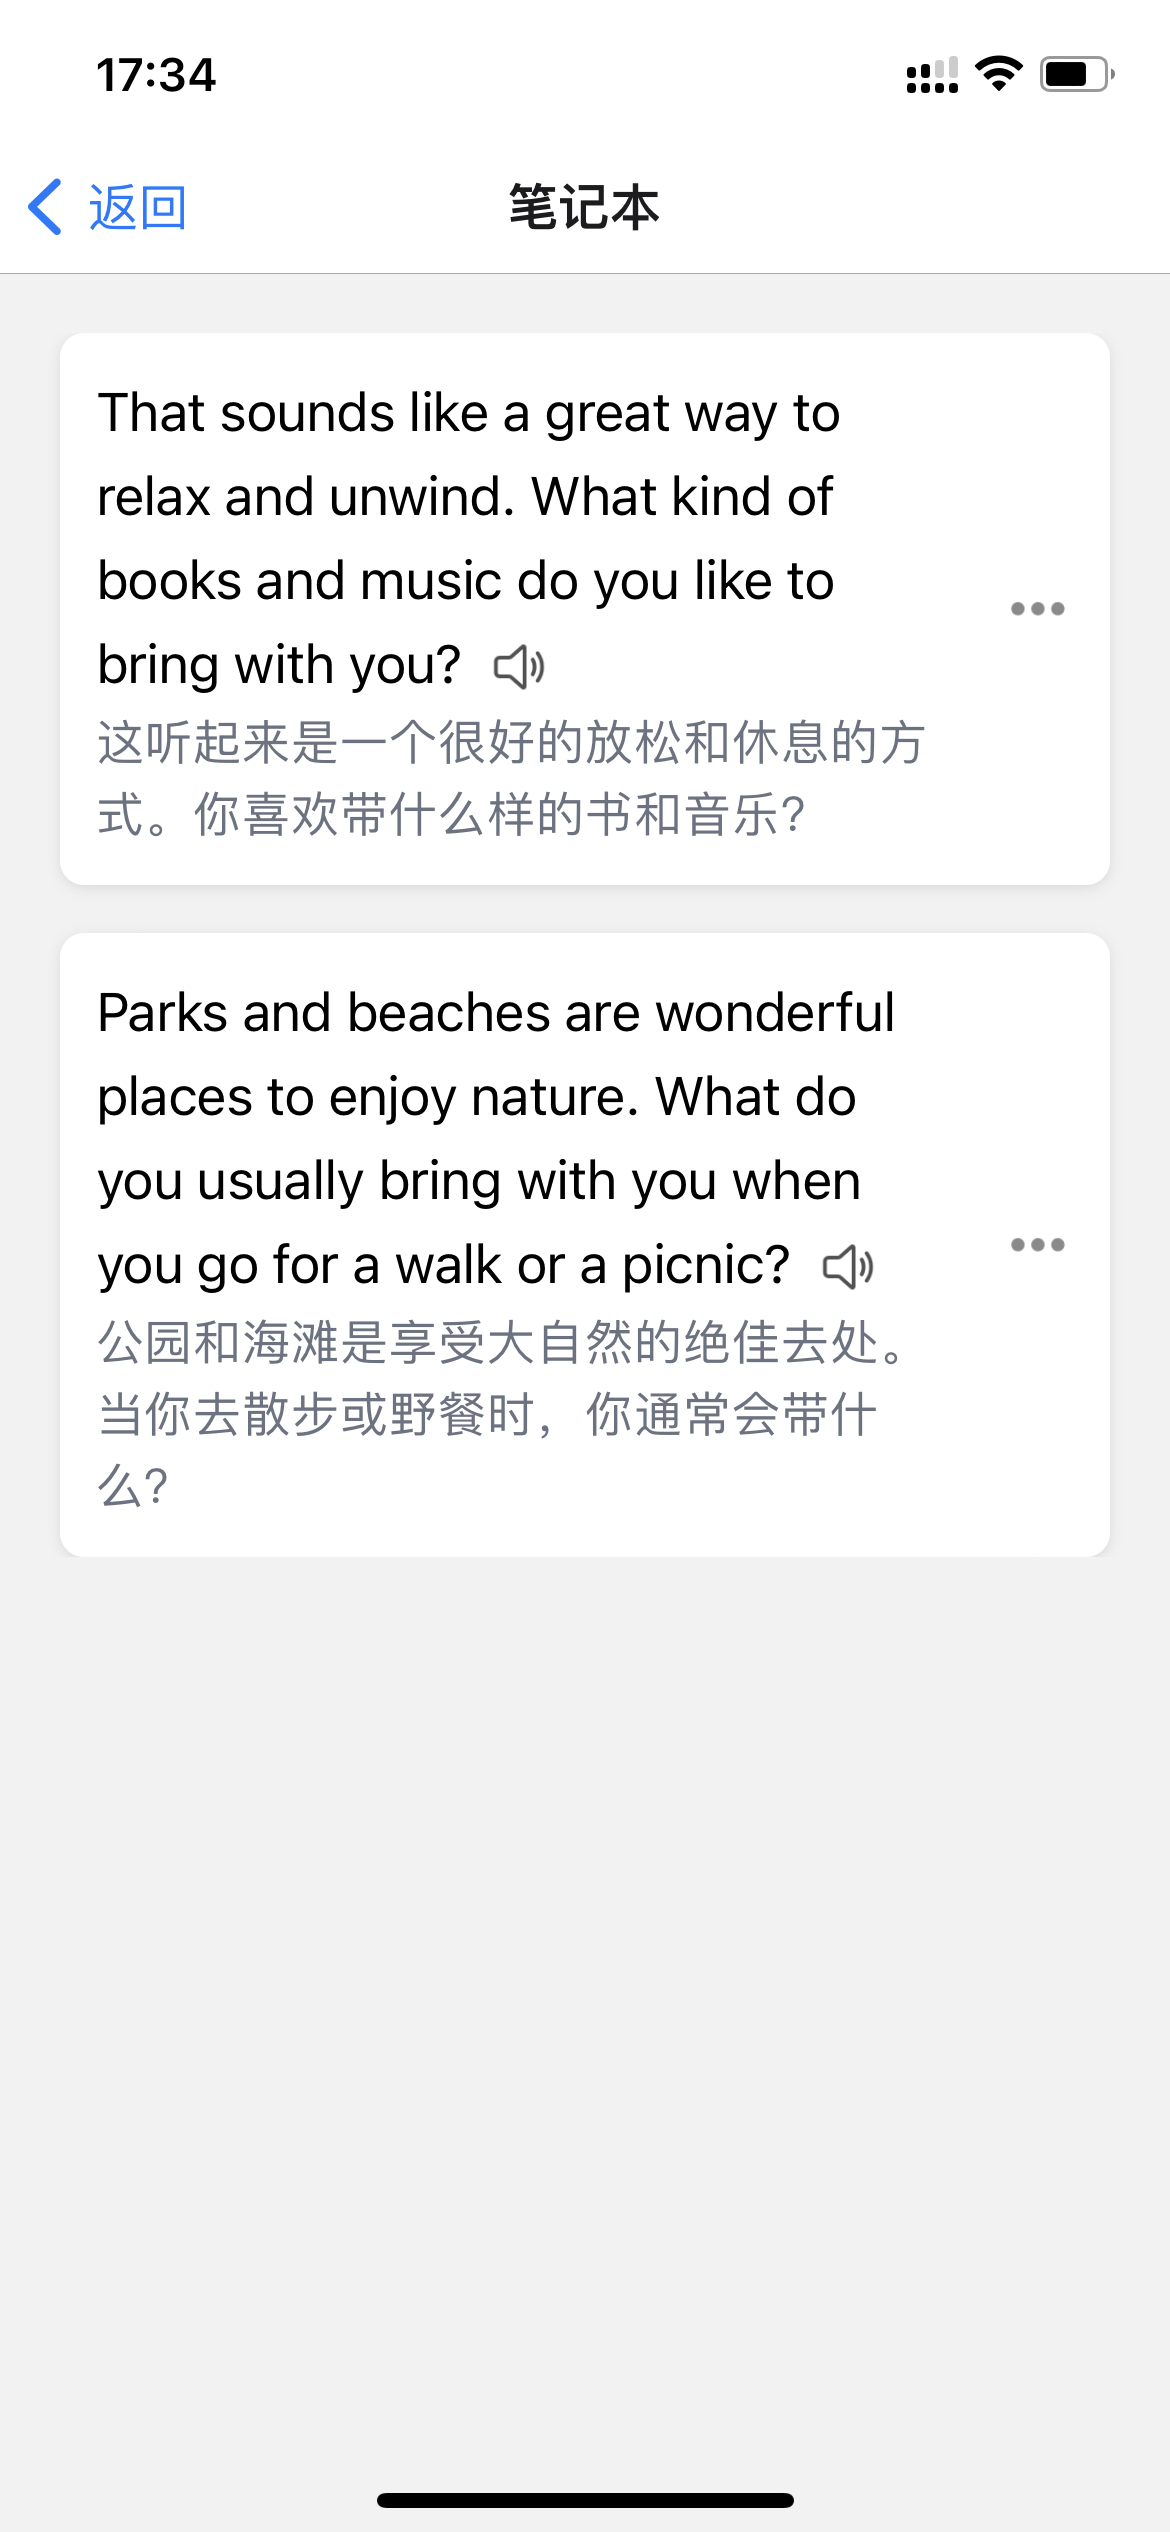 17:34
返回
笔记本
That sounds like a great way to
relax and unwind. What kind of
books and music do you like to
bring with you?
这听起来是一个很好的放松和休息的方
式。你喜欢带什么样的书和音乐?
Parks and beaches are wonderful
places to enjoy nature. What do
you usually bring with you when
you go for a walk or a picnic?
公园和海滩是享受大自然的绝佳去处。
当你去散步或野餐时，你通常会带什
么?